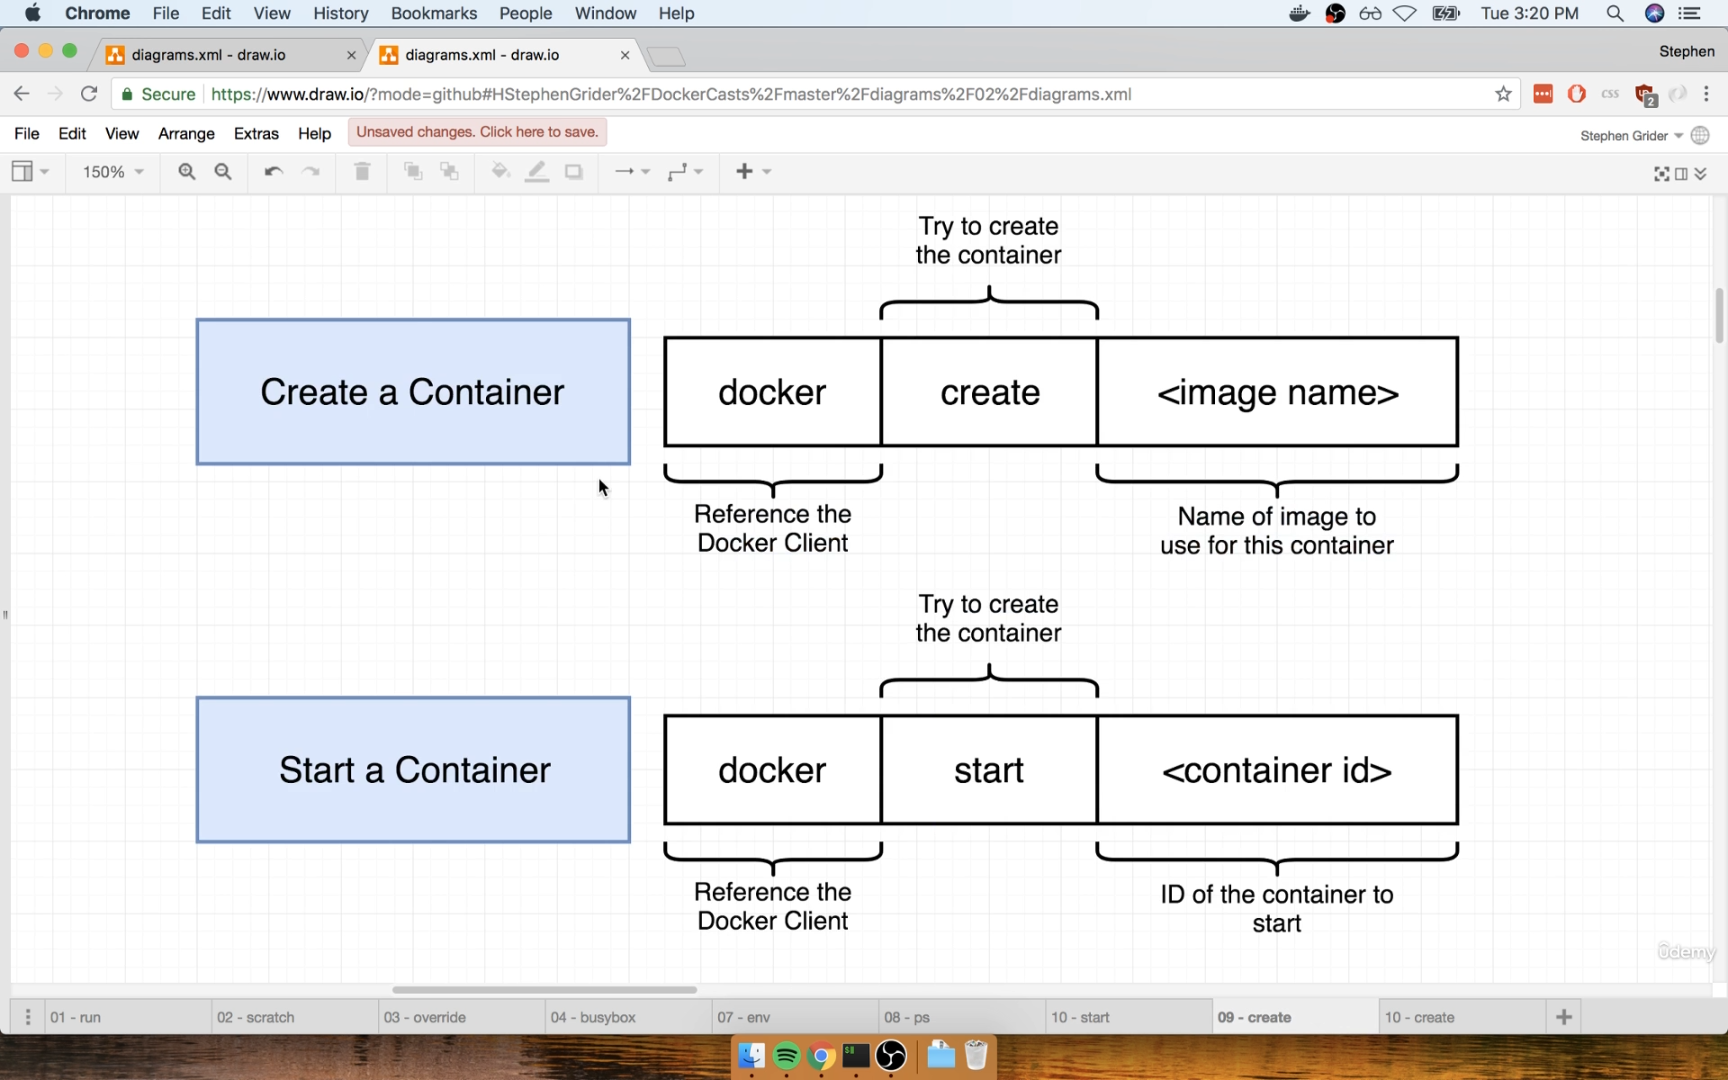 Chrome File Edit View History Bookmarks People Window Help Tue 3:20 PM
diagrams.xml - draw.io diagrams.xml - draw.io Stephen
Secure https://www.draw.io/?mode=github#HStephenGrider%2FDockerCasts%2Fmaster%2Fdiagrams%2F02%2Fdiagrams.xml CSS 2
File Edit View Arrange Extras Help Unsaved changes. Click here to save. Stephen Grider
150%
Try to create
the container
Create a Container docker create <image name>
Reference the
Docker Client
Name of image to
use for this container
Try to create
the container
Start a Container docker start <container id>
Reference the
Docker Client
ID of the container to
start
ûdemy
01 - run 02 - scratch 03 - override 04 - busybox 07 - env 08 - ps 10 - start 09 - create 10 - create